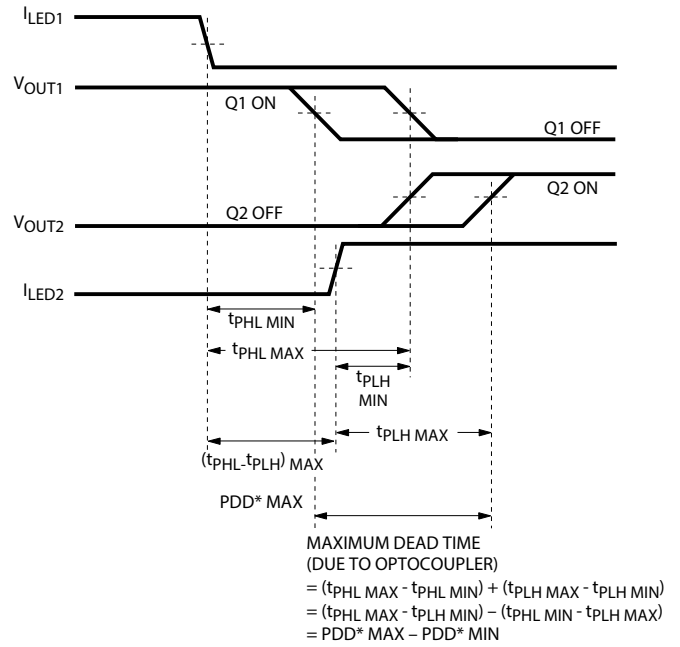 ILED1
VOUT1
Q1 ON
Q1 OFF
Q2 ON
Q2 OFF
VOUT2
ILED2
tPHL MIN
tPHL MAX
tPLH
MIN
tPLH MAX
(tPHL-tPLH) MAX
PDD* MAX
MAXIMUM DEAD TIME
(DUE TO OPTOCOUPLER)
= (tPHL MAX - tPHL MIN) + (tPLH MAX - tPLH MIN)
= (tPHL MAX - tPLH MIN) – (tPHL MIN - tPLH MAX)
= PDD* MAX – PDD* MIN